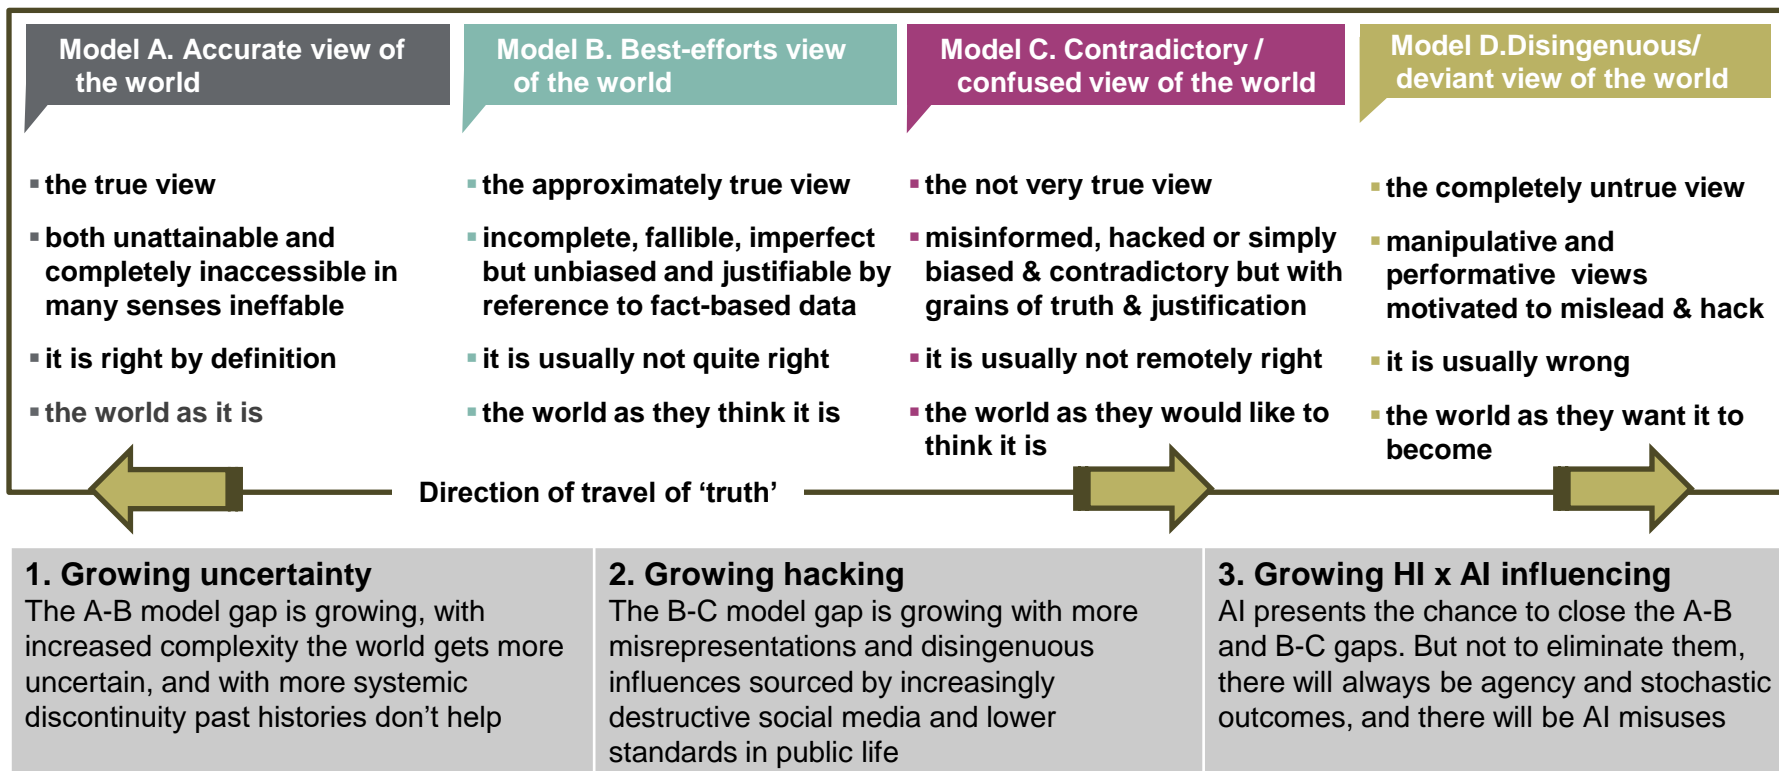 Model A. Accurate view of
the world
▪ the true view
▪ both unattainable and
completely inaccessible in
many senses ineffable
▪ it is right by definition
▪ the world as it is
Model B. Best-efforts view
of the world
▪ the approximately true view
▪ incomplete, fallible, imperfect
but unbiased and justifiable by
reference to fact-based data
▪ it is usually not quite right
▪ the world as they think it is
Model C. Contradictory /
confused view of the world
▪ the not very true view
▪ misinformed, hacked or simply
biased & contradictory but with
grains of truth & justification
▪ it is usually not remotely right
▪ the world as they would like to
think it is
Model D.Disingenuous/
deviant view of the world
▪ the completely untrue view
▪ manipulative and
performative views
motivated to mislead & hack
▪ it is usually wrong
▪ the world as they want it to
become
Direction of travel of ‘truth’
1. Growing uncertainty
The A-B model gap is growing, with
increased complexity the world gets more
uncertain, and with more systemic
discontinuity past histories don’t help
2. Growing hacking
The B-C model gap is growing with more
misrepresentations and disingenuous
influences sourced by increasingly
destructive social media and lower
standards in public life
3. Growing HI x AI influencing
AI presents the chance to close the A-B
and B-C gaps. But not to eliminate them,
there will always be agency and stochastic
outcomes, and there will be AI misuses